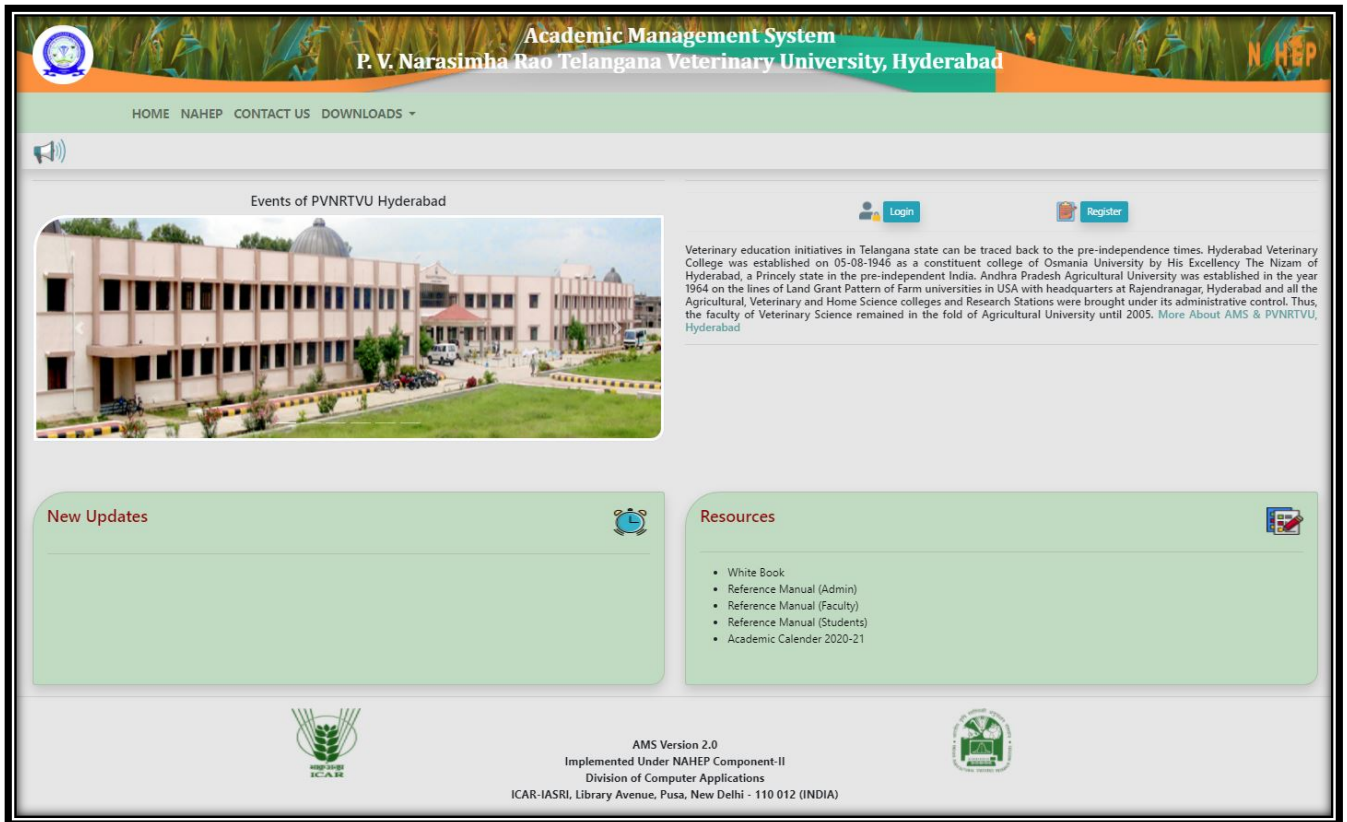 Academic Management System
P. V. Narasimha Rao Telangana Veterinary University, Hyderabad
NAHEP
HOME NAHEP CONTACT US DOWNLOADS
Events of PVNRTVU Hyderabad
Login
Register
Veterinary education initiatives in Telangana state can be traced back to the pre-independence times. Hyderabad Veterinary
College was established on 05-08-1946 as a constituent college of Osmania University by His Excellency The Nizam of
Hyderabad, a Princely state in the pre-independent India. Andhra Pradesh Agricultural University was established in the year
1964 on the lines of Land Grant Pattern of Farm universities in USA with headquarters at Rajendranagar, Hyderabad and all the
Agricultural, Veterinary and Home Science colleges and Research Stations were brought under its administrative control. Thus,
the faculty of Veterinary Science remained in the fold of Agricultural University until 2005. More About AMS & PVNRTVU,
Hyderabad
New Updates
Resources
White Book
Reference Manual (Admin)
Reference Manual (Faculty)
Reference Manual (Students)
Academic Calender 2020-21
ICAR
AMS Version 2.0
Implemented Under NAHEP Component-II
Division of Computer Applications
ICAR-IASRI, Library Avenue, Pusa, New Delhi - 110 012 (INDIA)